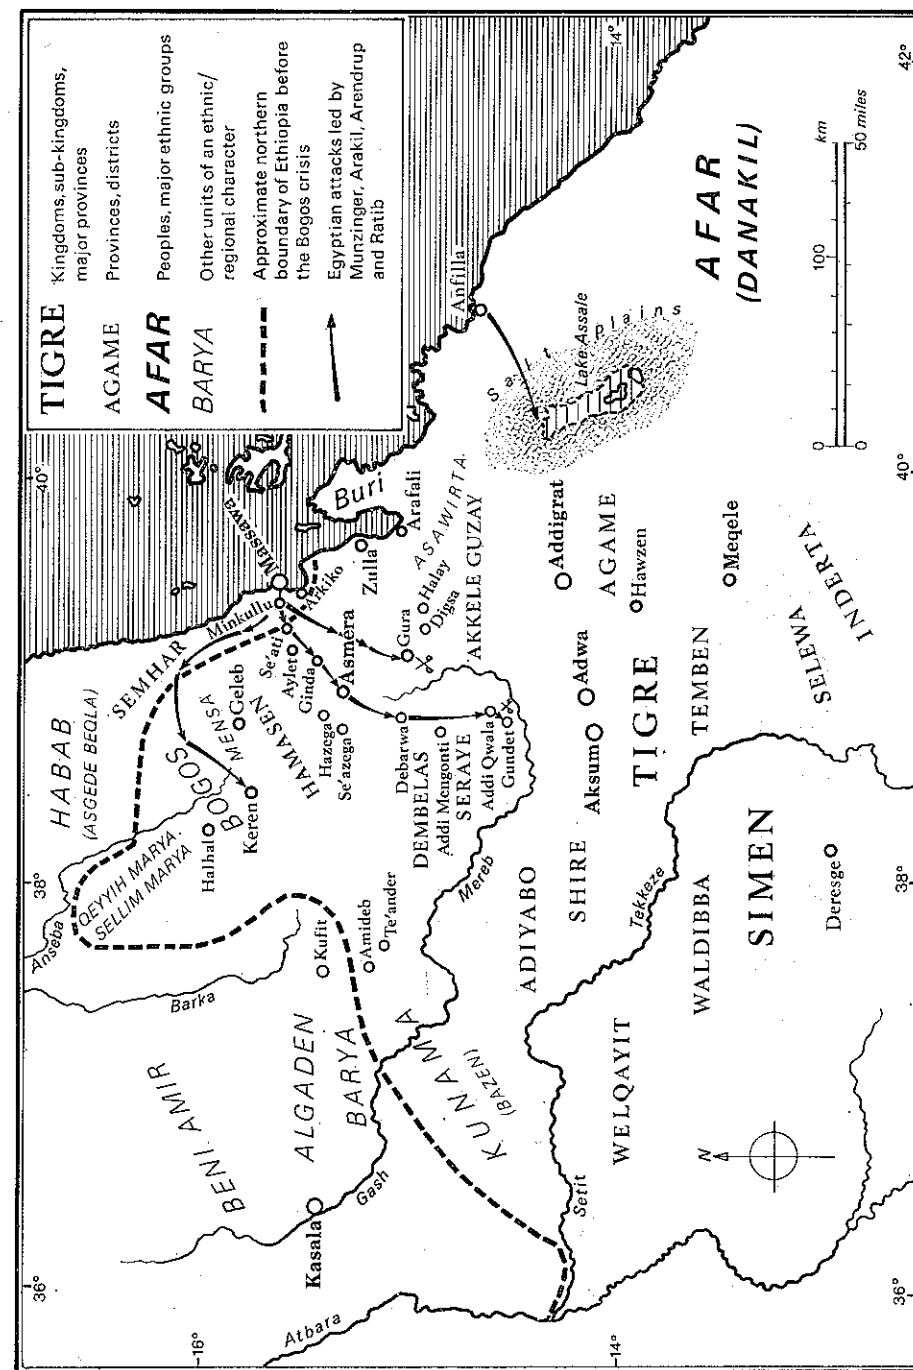 TIGRE
Kingdoms, sub-kingdoms,
major provinces
AGAME
Provinces, districts
AFAR
Peoples, major ethnic groups
BARYA
Other units of an ethnic/
regional character
Approximate northern
boundary of Ethiopia before
the Bogos crisis
Egyptian attacks led by
Munzinger, Arakil, Arendrup
and Ratib
36°
38°
40°
16°
14°
42°
HABAB
(ASGEDE BEQLA)
SEMHAR
Anseba
QEYYIH MARYA
SELLIM MARYA
BOGOS
MENSA
Geleb
Halhal
Keren
Barka
BENI AMIR
ALGADEN
BARYA
Kufit
Amideb
Te'ander
Kasala
Gash
Atbara
KUNAMA
(BAZEN)
Setit
Massawa
Minkullu
Arkiko
Se'ati
Aylet
Ginda
Asmera
HAMASEN
Hazega
Se'azega
Debarwa
DEMBELAS
Addi Mengonti
SERAYE
Addi Qwala
Gundet
Mereb
Buri
Zulla
Arafali
ASAWIRTA
Halay
Digsa
Gura
AKKELE GUZAY
Anfilla
Salt plains
Lake Assale
AFAR
(DANAKIL)
km
0
100
0
50 miles
Addigrat
AGAME
Hawzen
Adwa
Aksum
TIGRE
TEMBEN
Meqele
SELEWA
INDERTA
ADIYABO
SHIRE
Tekkeze
WALDIBBA
SIMEN
Deresge
WELQAYIT
N
14°
36°
38°
40°